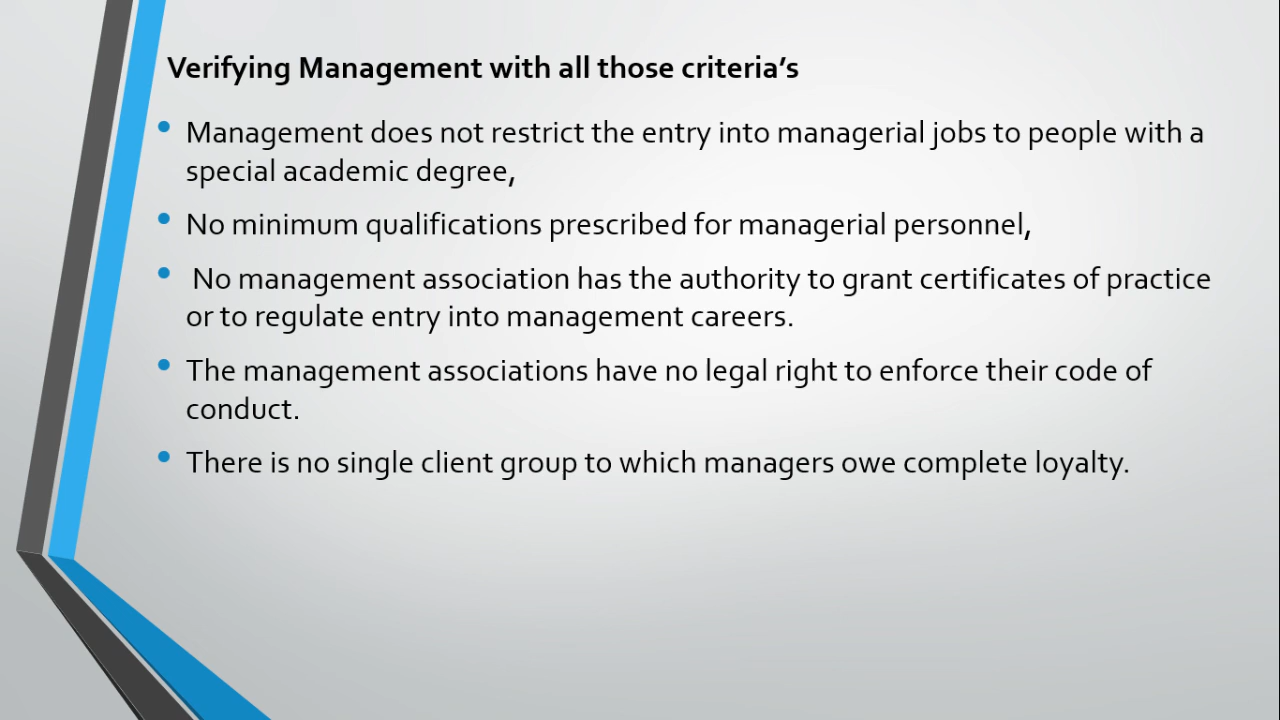 Verifying Management with all those criteria’s
• Management does not restrict the entry into managerial jobs to people with a
special academic degree,
• No minimum qualifications prescribed for managerial personnel,
• No management association has the authority to grant certificates of practice
or to regulate entry into management careers.
• The management associations have no legal right to enforce their code of
conduct.
• There is no single client group to which managers owe complete loyalty.